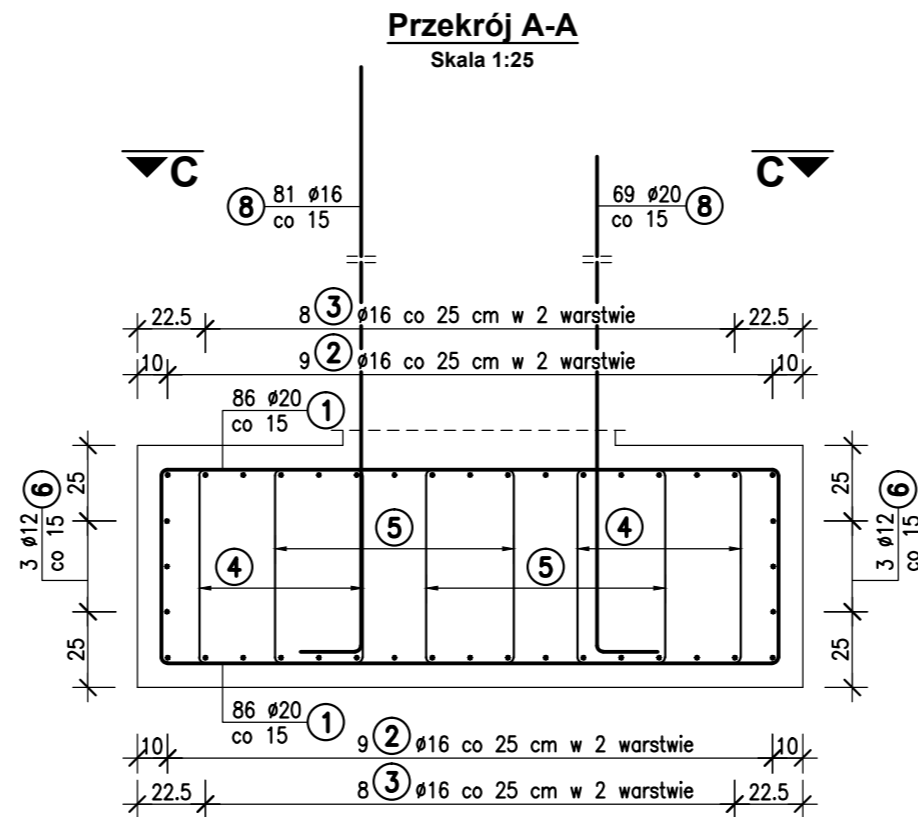 Przekrój A-A
Skala 1:25
C
C
8 81 ø16
co 15
69 ø20 8
co 15
22.5 8 3 ø16 co 25 cm w 2 warstwie 22.5
10 9 2 ø16 co 25 cm w 2 warstwie 10
86 ø20 1
co 15
25
25
6
3 ø12
co 15
6
3 ø12
co 15
5
4
4
5
25
25
86 ø20 1
co 15
10 9 2 ø16 co 25 cm w 2 warstwie 10
22.5 8 3 ø16 co 25 cm w 2 warstwie 22.5